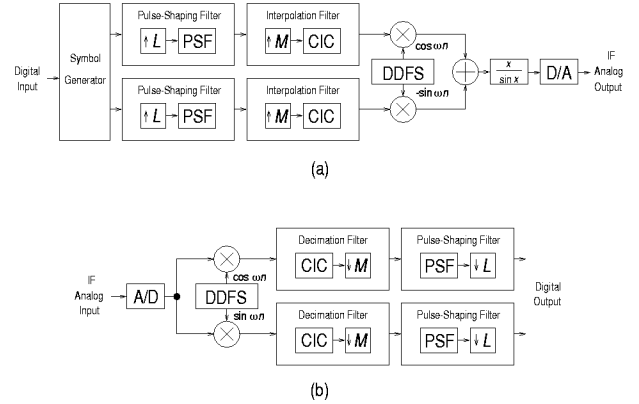 Pulse-Shaping Filter Interpolation Filter
↑ L PSF ↑ M CIC
cos ωn
Symbol
Generator
Digital
Input
DDFS
x
sin x
D/A
IF
Analog
Output
Pulse-Shaping Filter Interpolation Filter
-sin ωn
↑ L PSF ↑ M CIC
(a)
Decimation Filter Pulse-Shaping Filter
CIC ↓ M PSF ↓ L
cos ωn
IF
Analog
Input
A/D
DDFS
Digital
Output
sin ωn
Decimation Filter Pulse-Shaping Filter
CIC ↓ M PSF ↓ L
(b)